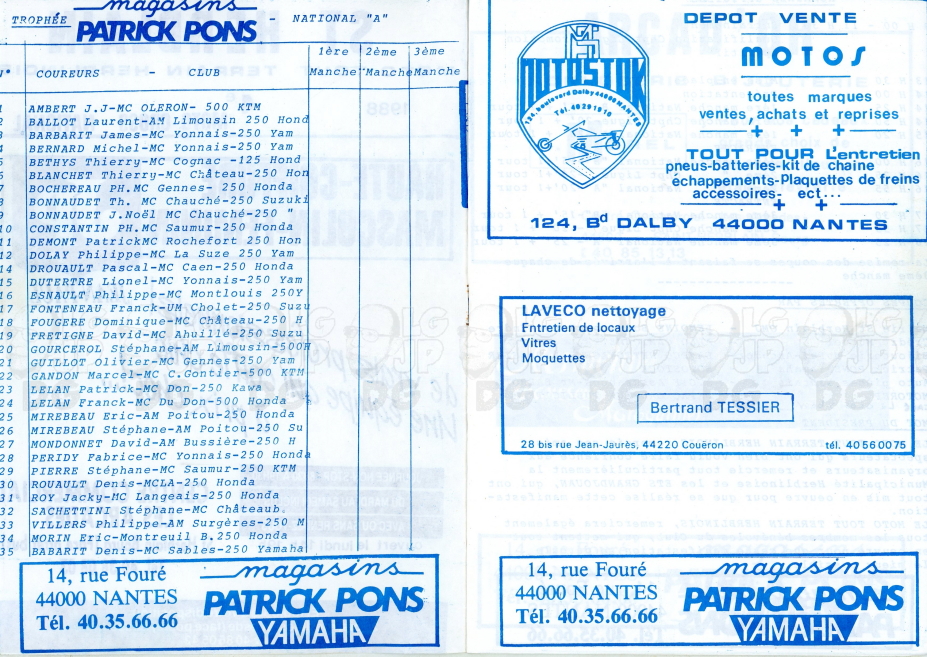 magasins
TROPHÉE PATRICK PONS - NATIONAL "A"
1ère 2ème 3ème
N° COUREURS - CLUB Manche Manche Manche
1 AMBERT J.J-MC OLERON- 500 KTM
2 BALLOT Laurent-AM Limousin 250 Hond
3 BARBARIT James-MC Yonnais-250 Yam
4 BERNARD Michel-MC Yonnais-250 Yam
5 BETHYS Thierry-MC Cognac -125 Hond
6 BLANCHET Thierry-MC Château-250 Hon
7 BOCHEREAU PH.MC Gennes- 250 Honda
8 BONNAUDET Th. MC Chauché-250 Suzuki
9 BONNAUDET J.Noël MC Chauché-250 "
10 CONSTANTIN PH.MC Saumur-250 Honda
11 DEMONT PatrickMC Rochefort 250 Hon
12 DOLAY Philippe-MC La Suze 250 Yam
14 DROUAULT Pascal-MC Caen-250 Honda
15 DUTERTRE Lionel-MC Yonnais-250 Yam
16 ESNAULT Philippe-MC Montlouis 250Y
17 FONTENEAU Franck-UM Cholet-250 Suzu
18 FOUGERE Dominique-MC Château-250 H
19 FRETIGNE David-MC Ahuillé-250 Suzu
20 GOURCEROL Stéphane-AM Limousin-500H
21 GUILLOT Olivier-MC Gennes-250 Yam
22 GANDON Marcel-MC C.Gontier-500 KTM
23 LELAN Patrick-MC Don-250 Kawa
24 LELAN Franck-MC Du Don-500 Honda
25 MIREBEAU Eric-AM Poitou-250 Honda
26 MIREBEAU Stéphane-AM Poitou-250 Su
27 MONDONNET David-AM Bussière-250 H
28 PERIDY Fabrice-MC Yonnais-250 Honda
29 PIERRE Stéphane-MC Saumur-250 KTM
30 ROUAULT Denis-MCLA-250 Honda
31 ROY Jacky-MC Langeais-250 Honda
32 SACHETTINI Stéphane-MC Châteaub.
33 VILLERS Philippe-AM Surgères-250 M
34 MORIN Eric-Montreuil B.250 Honda
35 BABARIT Denis-MC Sables-250 Yamaha
14, rue Fouré
44000 NANTES
Tél. 40.35.66.66
magasins
PATRICK PONS
YAMAHA
MS
MOTOSTOK
124, boulevard Dalby 44000 NANTES
Tél. 40 29 19 10
DEPOT VENTE
MOTOS
toutes marques
ventes,achats et reprises
TOUT POUR L'entretien
pneus-batteries-kit de chaine
échappements-Plaquettes de freins
accessoires- ect...
124, Bd DALBY 44000 NANTES
LAVECO nettoyage
Entretien de locaux
Vitres
Moquettes
Bertrand TESSIER
28 bis rue Jean-Jaurès, 44220 Couëron tél. 40 56 00 75
14, rue Fouré
44000 NANTES
Tél. 40.35.66.66
magasins
PATRICK PONS
YAMAHA